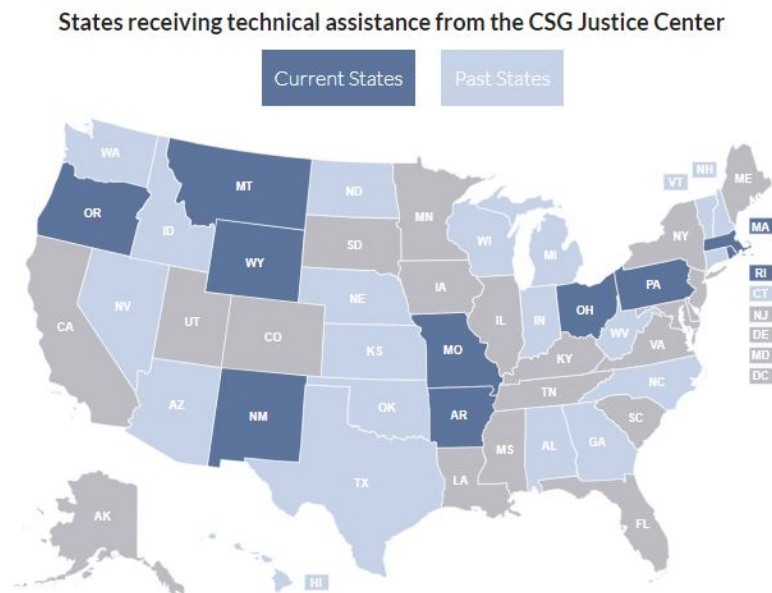 States receiving technical assistance from the CSG Justice Center
Current States
Past States
WA
MT
ND
MN
VT
NH
ME
OR
ID
SD
WI
MI
NY
MA
WY
RI
IA
NE
PA
CT
NV
UT
CO
IL
IN
OH
NJ
CA
KS
MO
WV
VA
DE
KY
MD
DC
NC
TN
AZ
NM
OK
AR
SC
MS
AL
GA
TX
LA
AK
FL
HI